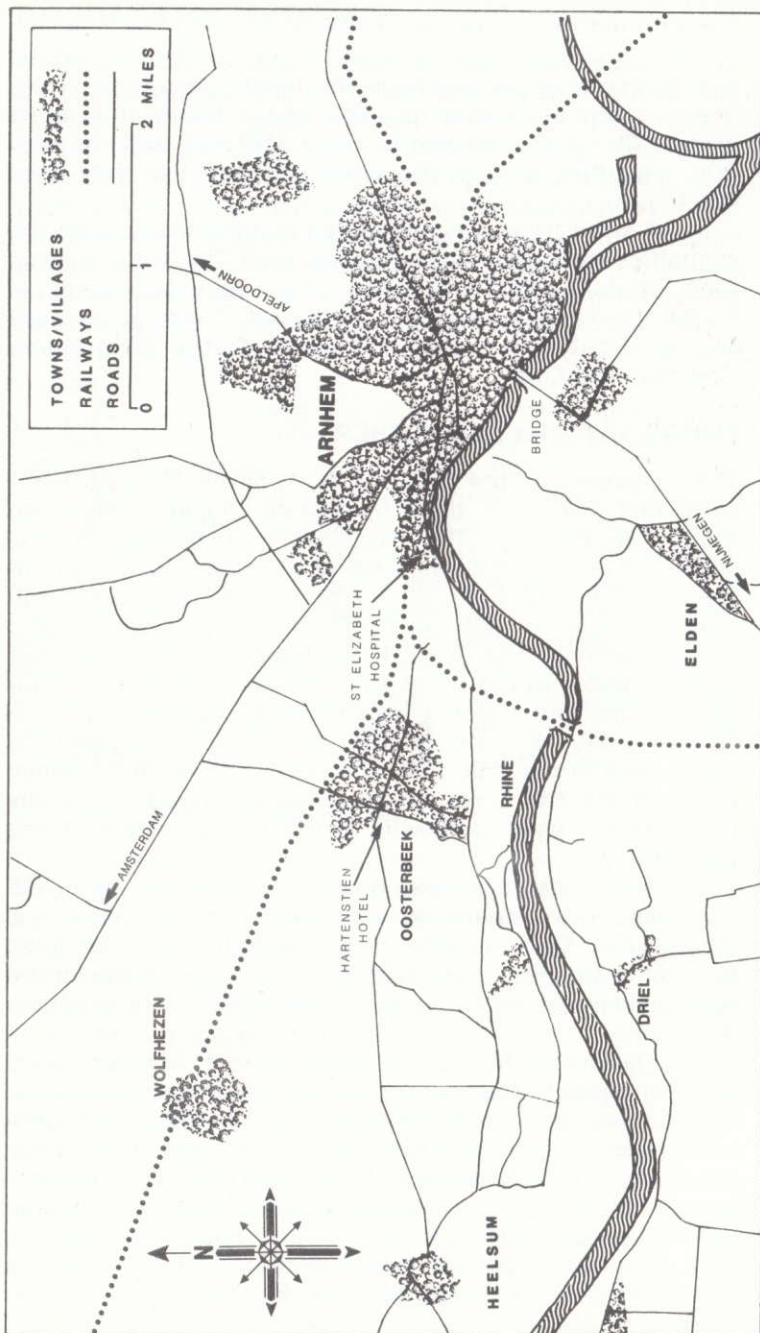 TOWNS/VILLAGES
RAILWAYS
ROADS
0 1 2 MILES
APELDOORN
ARNHEM
AMSTERDAM
WOLFHEZEN
N
BRIDGE
ST ELIZABETH
HOSPITAL
NIJMEGEN
HARTENSTIEN
HOTEL
OOSTERBEEK
RHINE
ELDEN
DRIEL
HEELSUM